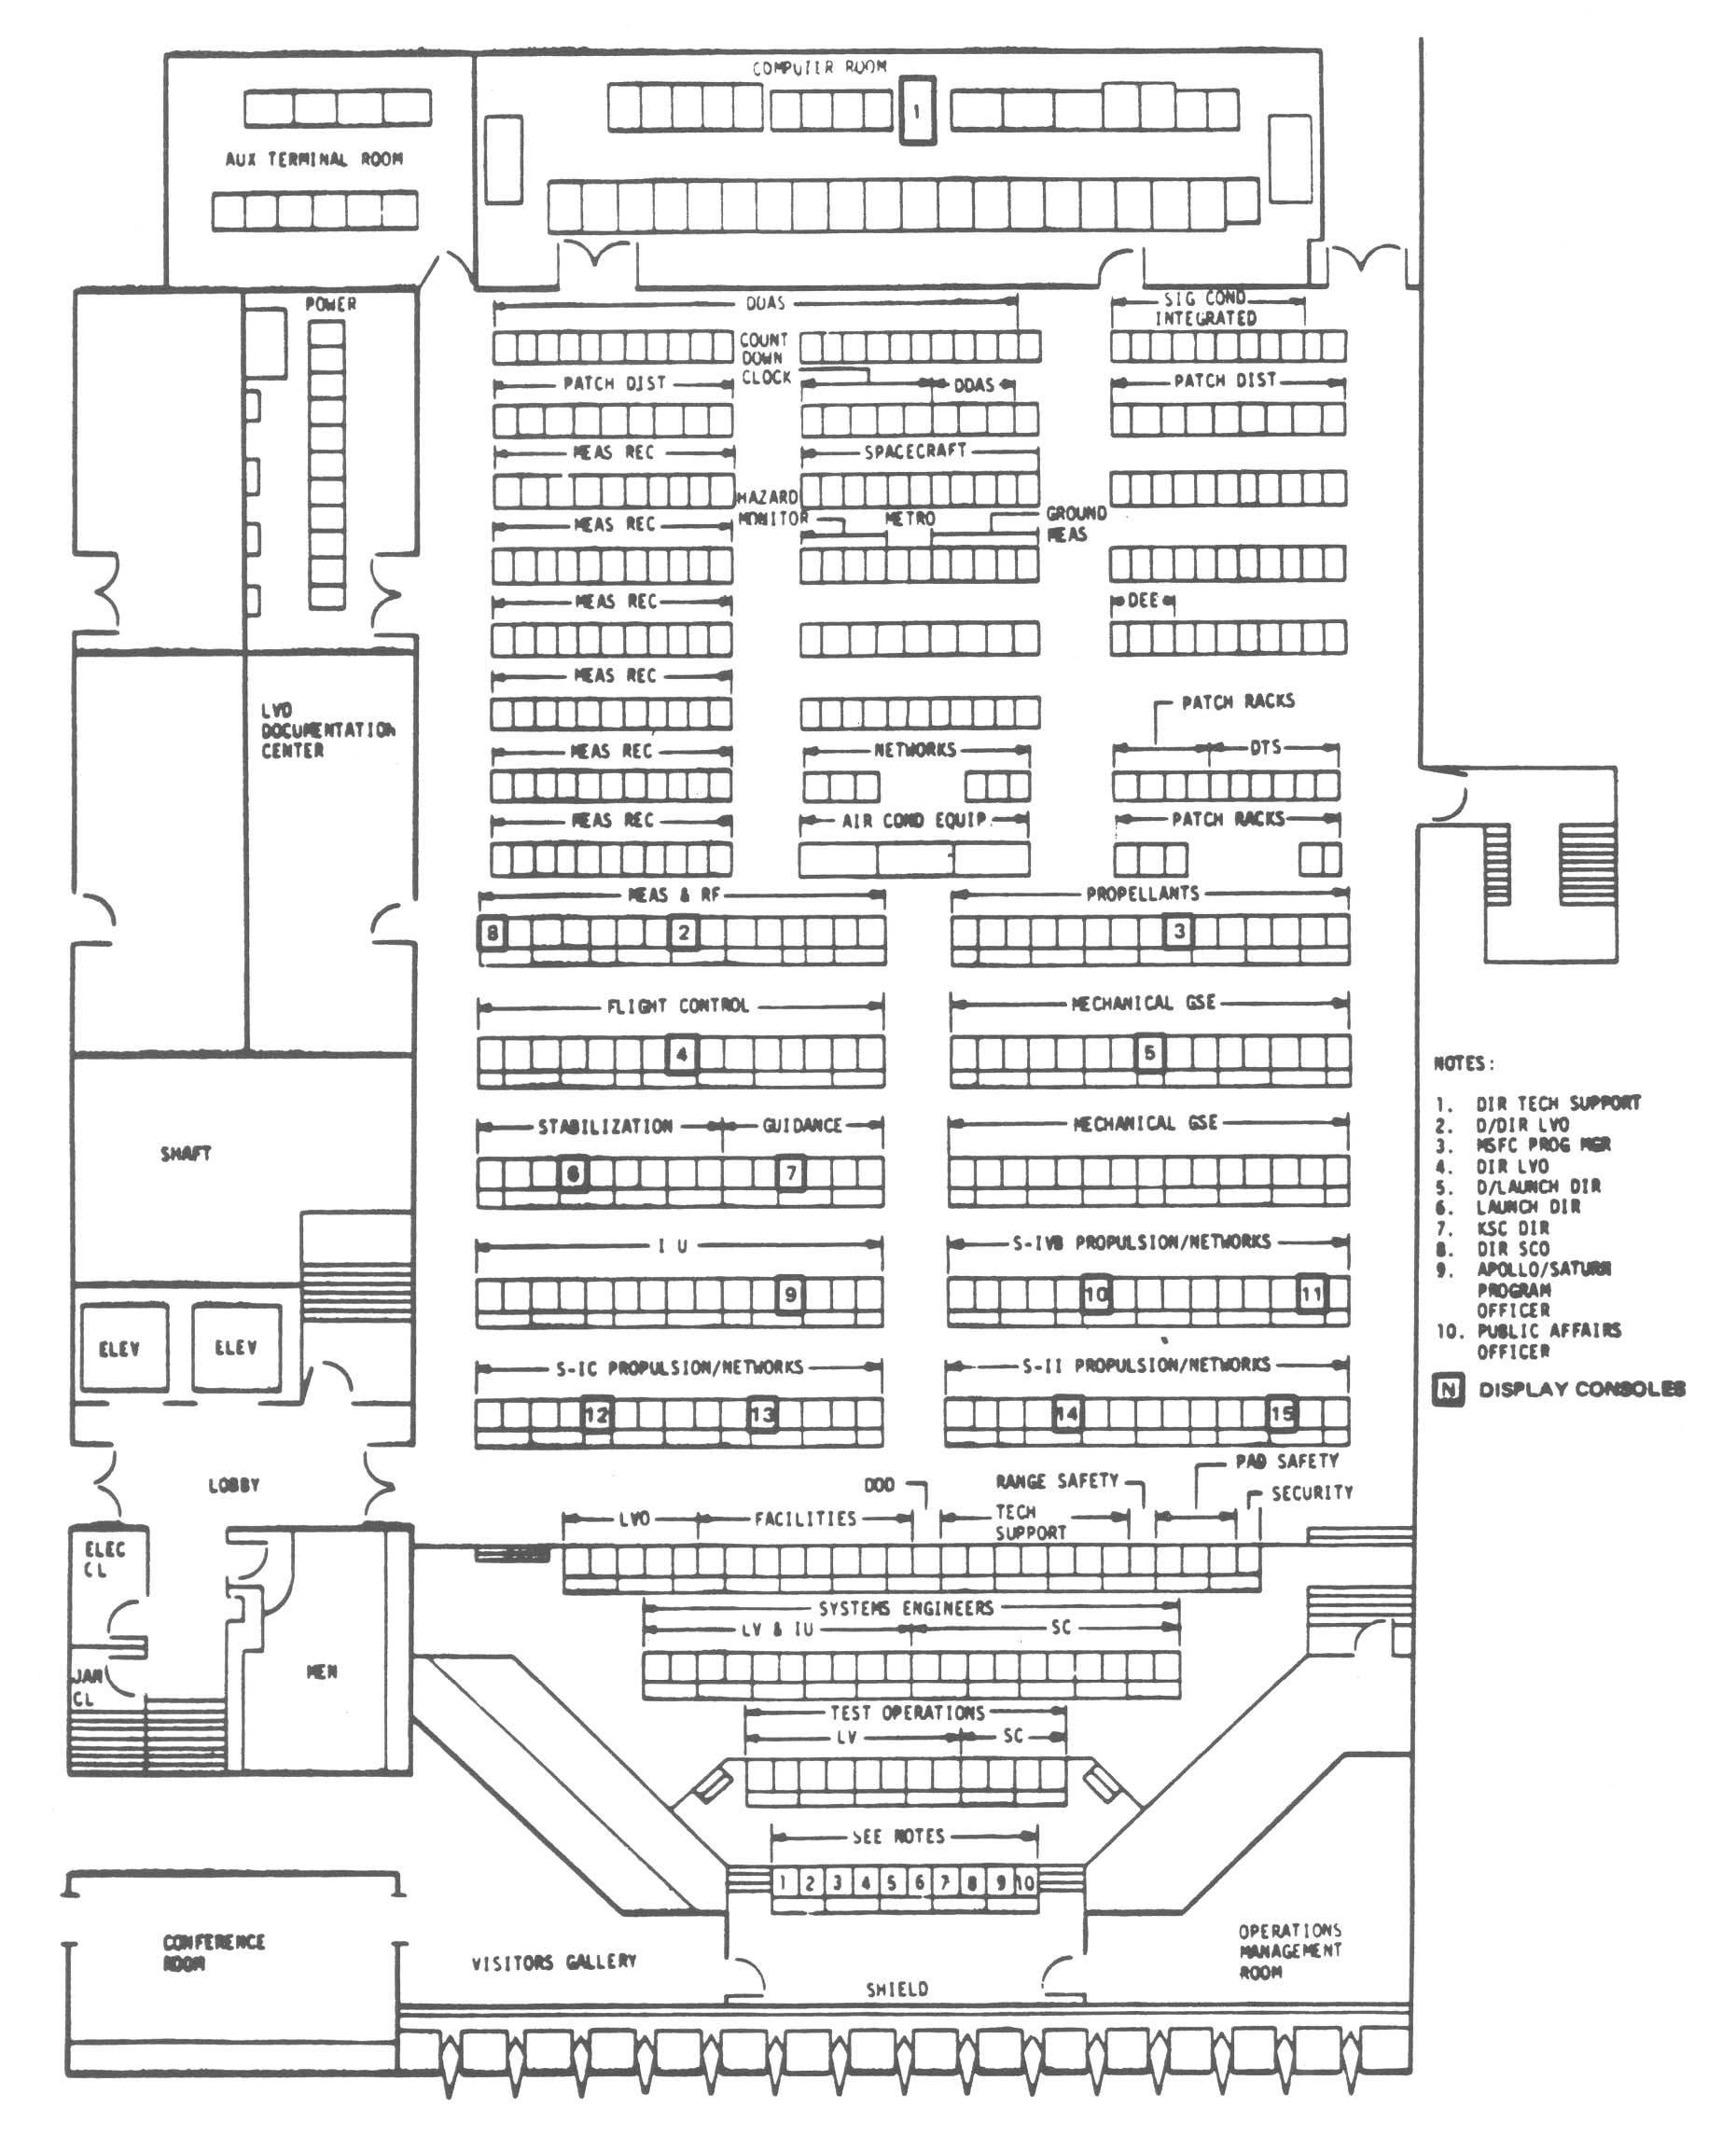 COMPUTER ROOM
1
AUX TERMINAL ROOM
POWER
DDAS
SIG COND
INTEGRATED
COUNT
DOWN
CLOCK
PATCH DIST
DDAS
PATCH DIST
MEAS REC
SPACECRAFT
HAZARD
MONITOR
METRO
GROUND
MEAS
MEAS REC
MEAS REC
DEE
MEAS REC
LVO
DOCUMENTATION
CENTER
PATCH RACKS
MEAS REC
NETWORKS
DTS
MEAS REC
AIR COND EQUIP
PATCH RACKS
MEAS & RF
PROPELLANTS
8
2
3
FLIGHT CONTROL
MECHANICAL GSE
4
5
STABILIZATION
GUIDANCE
MECHANICAL GSE
SHAFT
6
7
I U
S-IVB PROPULSION/NETWORKS
9
10
11
ELEV
ELEV
S-IC PROPULSION/NETWORKS
S-II PROPULSION/NETWORKS
12
13
14
15
NOTES:
1. DIR TECH SUPPORT
2. D/DIR LVO
3. MSFC PROG MGR
4. DIR LVO
5. D/LAUNCH DIR
6. LAUNCH DIR
7. KSC DIR
8. DIR SCO
9. APOLLO/SATURN
PROGRAM
OFFICER
10. PUBLIC AFFAIRS
OFFICER
N DISPLAY CONSOLES
LOBBY
DOD
RANGE SAFETY
PAD SAFETY
SECURITY
LVO
FACILITIES
TECH
SUPPORT
ELEC
CL
SYSTEMS ENGINEERS
LV & IU
SC
JAN
CL
MEN
TEST OPERATIONS
LV
SC
SEE NOTES
1 2 3 4 5 6 7 8 9 10
CONFERENCE
ROOM
VISITORS GALLERY
SHIELD
OPERATIONS
MANAGEMENT
ROOM